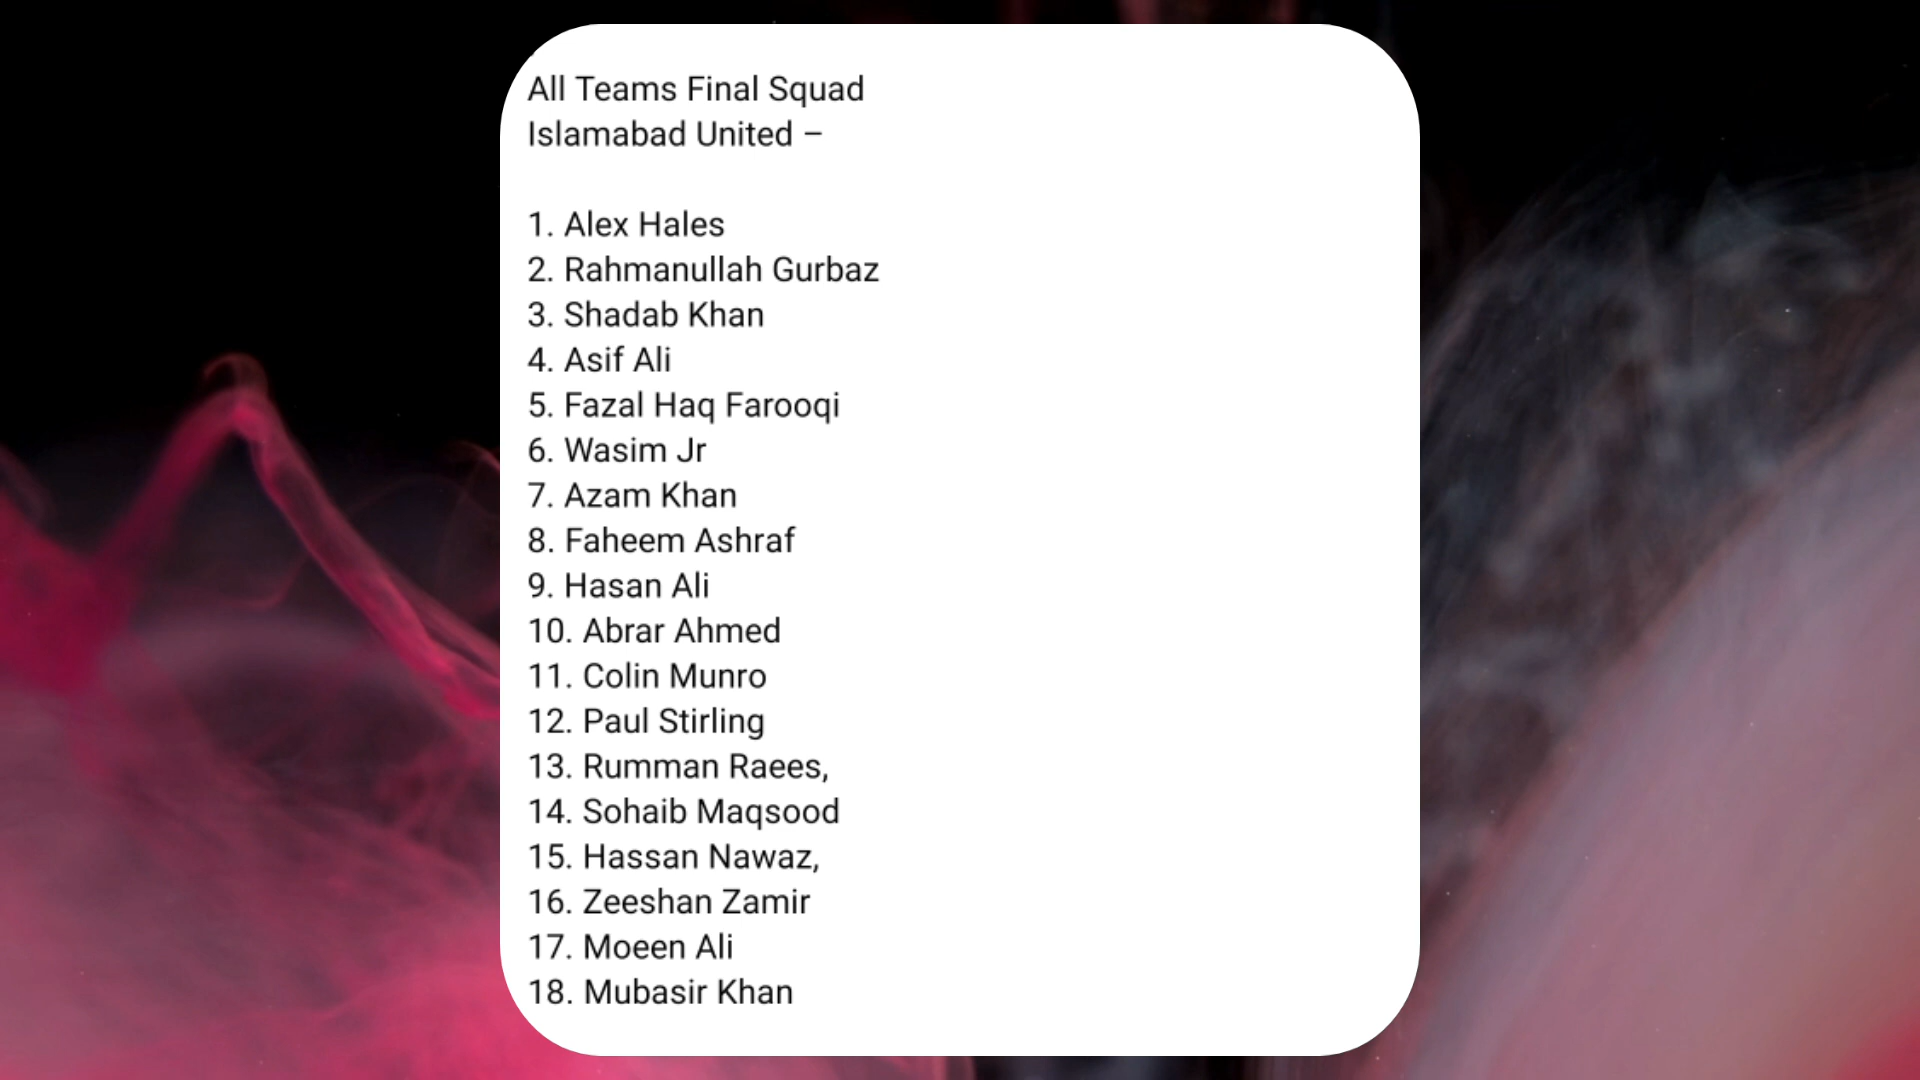 All Teams Final Squad
Islamabad United –
1. Alex Hales
2. Rahmanullah Gurbaz
3. Shadab Khan
4. Asif Ali
5. Fazal Haq Farooqi
6. Wasim Jr
7. Azam Khan
8. Faheem Ashraf
9. Hasan Ali
10. Abrar Ahmed
11. Colin Munro
12. Paul Stirling
13. Rumman Raees,
14. Sohaib Maqsood
15. Hassan Nawaz,
16. Zeeshan Zamir
17. Moeen Ali
18. Mubasir Khan